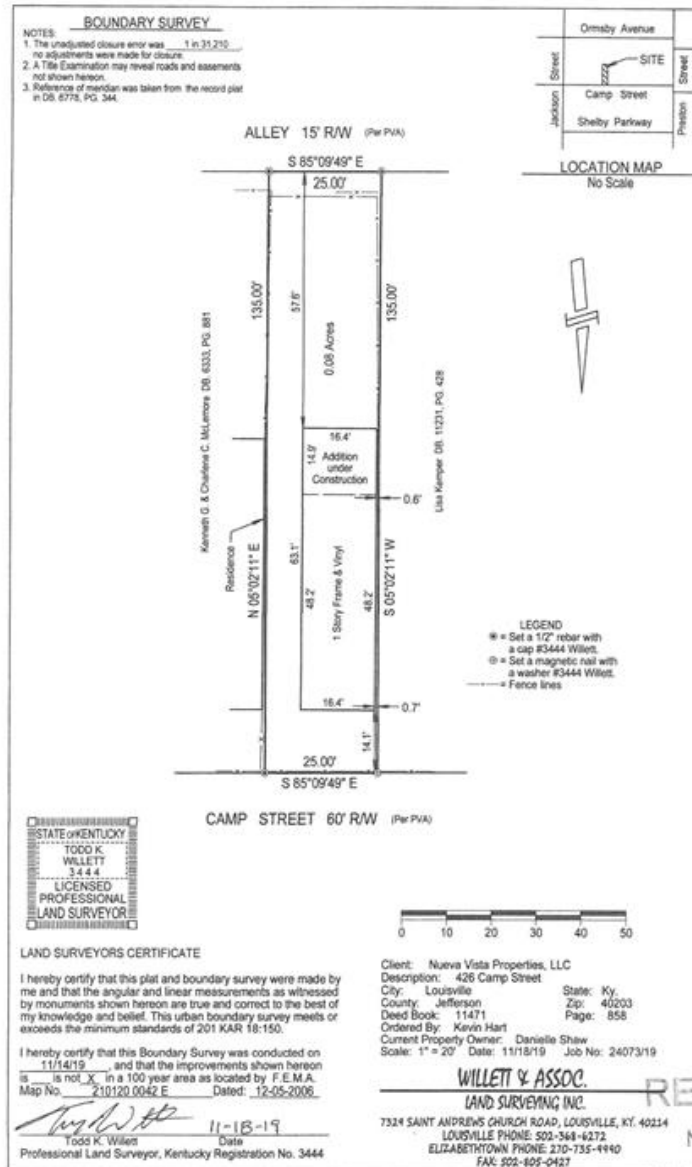 BOUNDARY SURVEY
NOTES:
1. The unadjusted closure error was 1 in 31,210
no adjustments were made for closure.
2. A Title Examination may reveal roads and easements
not shown hereon.
3. Reference of meridian was taken from the record plat
in DB. 6778, PG. 344.
Ormsby Avenue
SITE
Jackson Street
Camp Street
Preston Street
Shelby Parkway
LOCATION MAP
No Scale
ALLEY 15' R/W (Per PVA)
S 85°09'49" E
25.00'
135.00'
57.6'
135.00'
0.08 Acres
Kenneth G. & Charlene C. McLemore DB. 6333, PG. 881
Lisa Kemper DB. 11231, PG. 428
16.4'
14.9'
Addition
under
Construction
0.6'
Residence
N 05°02'11" E
63.1'
48.2'
1 Story Frame & Vinyl
48.2'
S 05°02'11" W
16.4'
0.7'
14.1'
25.00'
S 85°09'49" E
CAMP STREET 60' R/W (Per PVA)
LEGEND
= Set a 1/2" rebar with
a cap #3444 Willett.
= Set a magnetic nail with
a washer #3444 Willett.
= Fence lines
STATE of KENTUCKY
TODD K.
WILLETT
3444
LICENSED
PROFESSIONAL
LAND SURVEYOR
0 10 20 30 40 50
LAND SURVEYORS CERTIFICATE
I hereby certify that this plat and boundary survey were made by
me and that the angular and linear measurements as witnessed
by monuments shown hereon are true and correct to the best of
my knowledge and belief. This urban boundary survey meets or
exceeds the minimum standards of 201 KAR 18:150.
I hereby certify that this Boundary Survey was conducted on
11/14/19, and that the improvements shown hereon
is is not X in a 100 year area as located by F.E.M.A.
Map No. 210120 0042 E Dated: 12-05-2006
11-18-19
Todd K. Willett Date
Professional Land Surveyor, Kentucky Registration No. 3444
Client: Nueva Vista Properties, LLC
Description: 426 Camp Street
City: Louisville State: Ky.
County: Jefferson Zip: 40203
Deed Book: 11471 Page: 858
Ordered By: Kevin Hart
Current Property Owner: Danielle Shaw
Scale: 1" = 20' Date: 11/18/19 Job No: 24073/19
WILLETT & ASSOC.
LAND SURVEYING INC.
7324 SAINT ANDREWS CHURCH ROAD, LOUISVILLE, KY. 40214
LOUISVILLE PHONE: 502-368-6272
ELIZABETHTOWN PHONE: 270-735-4440
FAX: 502-805-0427
RE